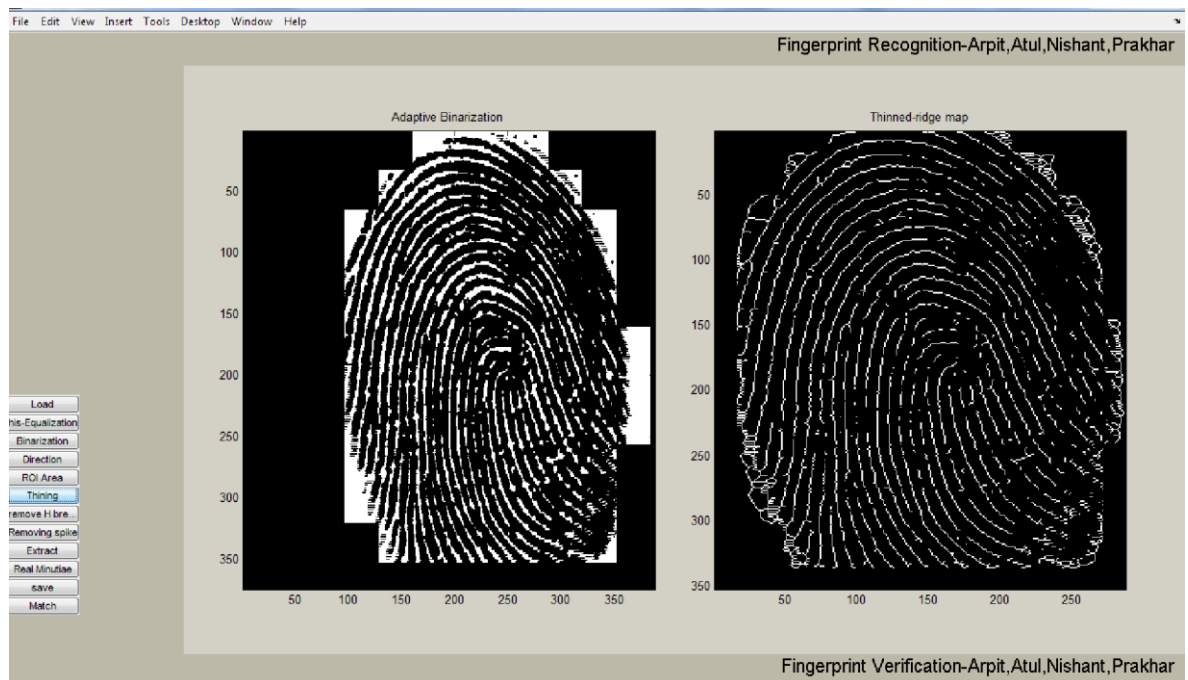 File Edit View Insert Tools Desktop Window Help
Fingerprint Recognition-Arpit,Atul,Nishant,Prakhar
Adaptive Binarization
Thinned-ridge map
50
100
150
200
250
300
350
50 100 150 200 250 300 350
50
100
150
200
250
300
350
50 100 150 200 250
Load
his-Equalization
Binarization
Direction
ROI Area
Thining
remove H bre...
Removing spike
Extract
Real Minutiae
save
Match
Fingerprint Verification-Arpit,Atul,Nishant,Prakhar